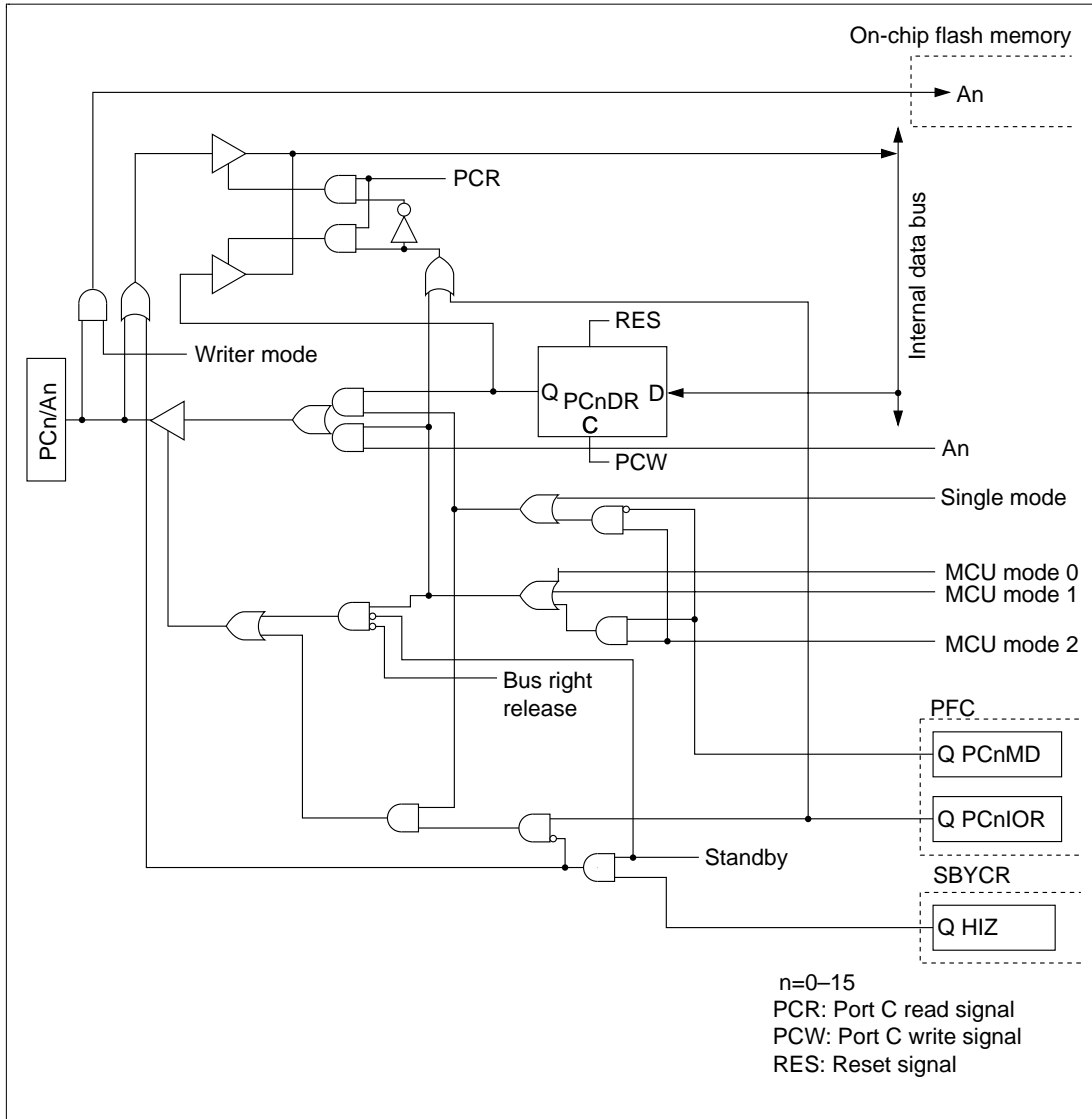 On-chip flash memory
An
PCR
Internal data bus
RES
Writer mode
Q
D
PCnDR
C
PCn/An
PCW
An
Single mode
MCU mode 0
MCU mode 1
MCU mode 2
Bus right
release
PFC
Q PCnMD
Q PCnIOR
Standby
SBYCR
Q HIZ
n=0–15
PCR: Port C read signal
PCW: Port C write signal
RES: Reset signal